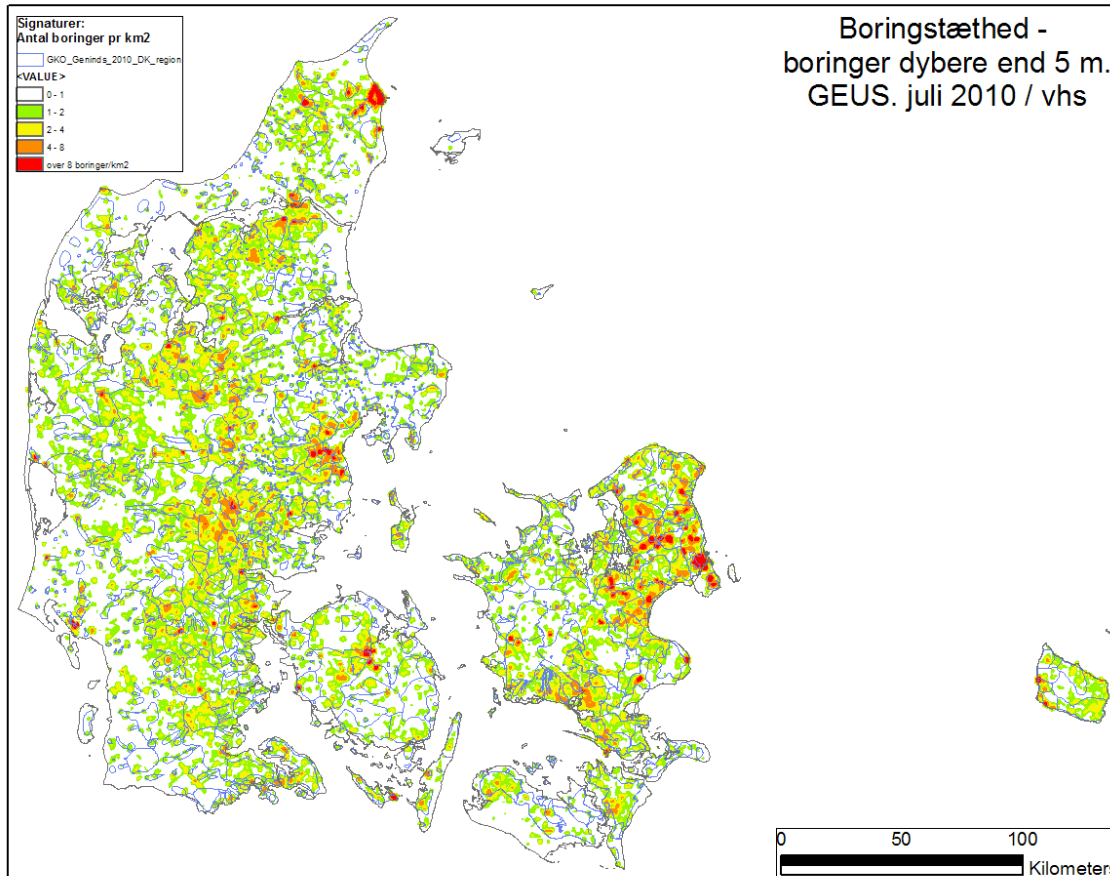 Signaturer:
Antal boringer pr km2
GKO_Geninds_2010_DK_region
<VALUE>
0 - 1
1 - 2
2 - 4
4 - 8
over 8 boringer/km2
Boringstæthed -
boringer dybere end 5 m.
GEUS. juli 2010 / vhs
0 50 100
Kilometers